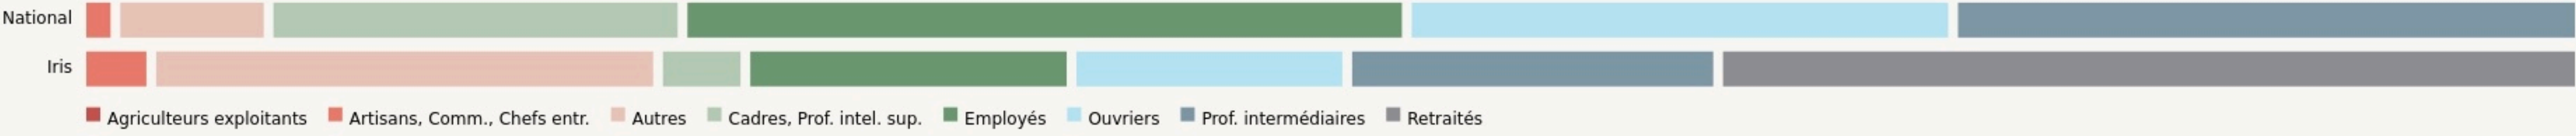 National
Iris
Agriculteurs exploitants Artisans, Comm., Chefs entr. Autres Cadres, Prof. intel. sup. Employés Ouvriers Prof. intermédiaires Retraités